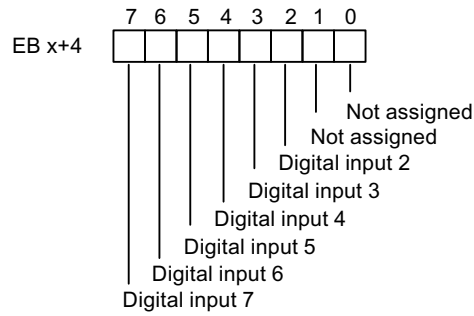 7 6 5 4 3 2 1 0
EB x+4
Not assigned
Not assigned
Digital input 2
Digital input 3
Digital input 4
Digital input 5
Digital input 6
Digital input 7